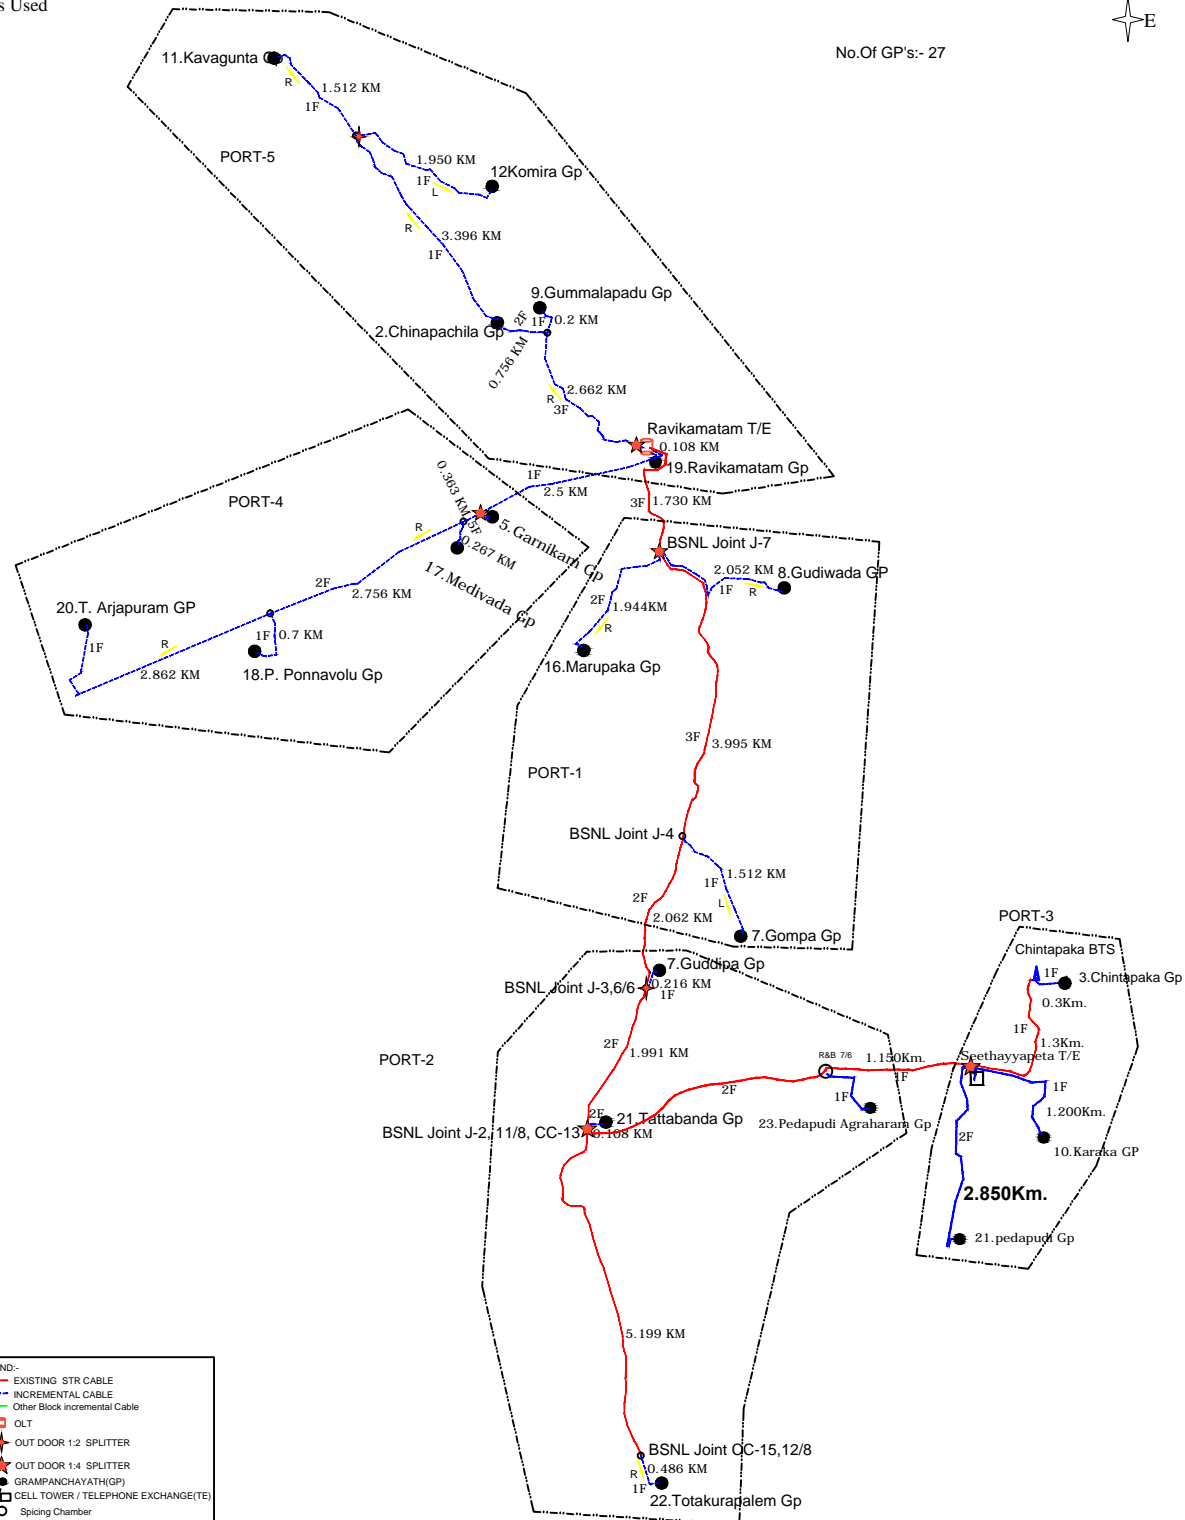 s Used
E
No.Of GP's:- 27
11.Kavagunta Gp
R
1.512 KM
1F
PORT-5
1.950 KM
1F
L
12Komira Gp
R
3.396 KM
1F
9.Gummalapadu Gp
2F
1F
0.2 KM
2.Chinapachila Gp
0.756 KM
2.662 KM
R
3F
Ravikamatam T/E
0.108 KM
19.Ravikamatam Gp
1F
2.5 KM
3F
1.730 KM
PORT-4
0.363 KM
5F
5.Garnikam Gp
R
0.267 KM
17.Medivada Gp
BSNL Joint J-7
2.052 KM
8.Gudiwada GP
1F
R
2F
2.756 KM
2F
1.944KM
R
20.T. Arjapuram GP
1F
R
1F
0.7 KM
2.862 KM
18.P. Ponnavolu Gp
16.Marupaka Gp
3F
3.995 KM
PORT-1
BSNL Joint J-4
1.512 KM
1F
2F
L
2.062 KM
7.Gompa Gp
PORT-3
Chintapaka BTS
7.Guddipa Gp
1F
3.Chintapaka Gp
BSNL Joint J-3,6/6
0.216 KM
1F
0.3Km.
1F
2F
1.991 KM
1.3Km.
PORT-2
R&B 7/6
1.150Km.
Seethayyapeta T/E
1F
2F
1F
1F
1.200Km.
2F
21.Tattabanda Gp
23.Pedapudi Agraharam Gp
BSNL Joint J-2, 11/8, CC-13
0.108 KM
2F
10.Karaka GP
2.850Km.
21.pedapudi Gp
5.199 KM
BSNL Joint CC-15,12/8
R
0.486 KM
1F
22.Totakurapalem Gp
ND:-
EXISTING STR CABLE
INCREMENTAL CABLE
Other Block incremental Cable
OLT
OUT DOOR 1:2 SPLITTER
OUT DOOR 1:4 SPLITTER
GRAMPANCHAYATH(GP)
CELL TOWER / TELEPHONE EXCHANGE(TE)
Spicing Chamber